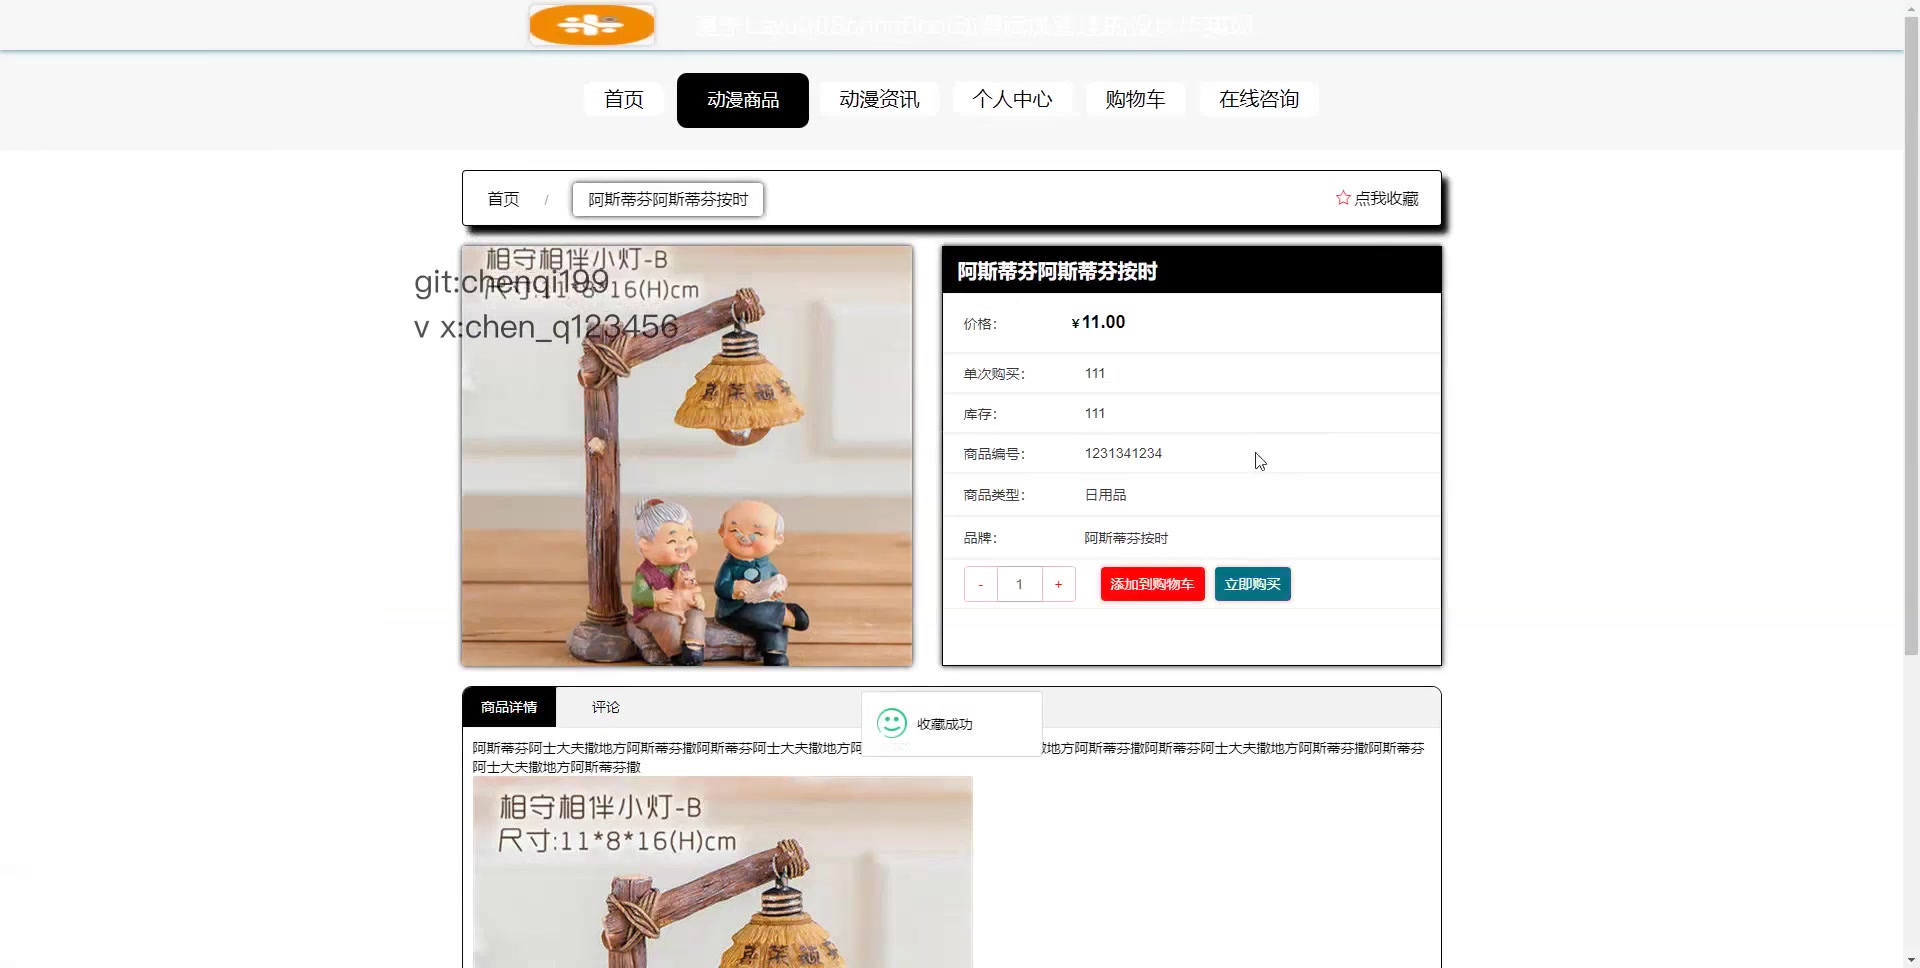 首页
动漫商品
动漫资讯
个人中心
购物车
在线咨询
首页 / 阿斯蒂芬阿斯蒂芬按时
☆点我收藏
相守相伴小灯-B
尺寸:11*8*16(H)cm
git:chenqi199
v x:chen_q123456
阿斯蒂芬阿斯蒂芬按时
价格: ¥11.00
单次购买: 111
库存: 111
商品编号: 1231341234
商品类型: 日用品
品牌: 阿斯蒂芬按时
- 1 + 添加到购物车 立即购买
商品详情 评论
收藏成功
阿斯蒂芬阿士大夫撒地方阿斯蒂芬撒阿斯蒂芬阿士大夫撒地方阿 撒地方阿斯蒂芬撒阿斯蒂芬阿士大夫撒地方阿斯蒂芬撒阿斯蒂芬
阿士大夫撒地方阿斯蒂芬撒
相守相伴小灯-B
尺寸:11*8*16(H)cm